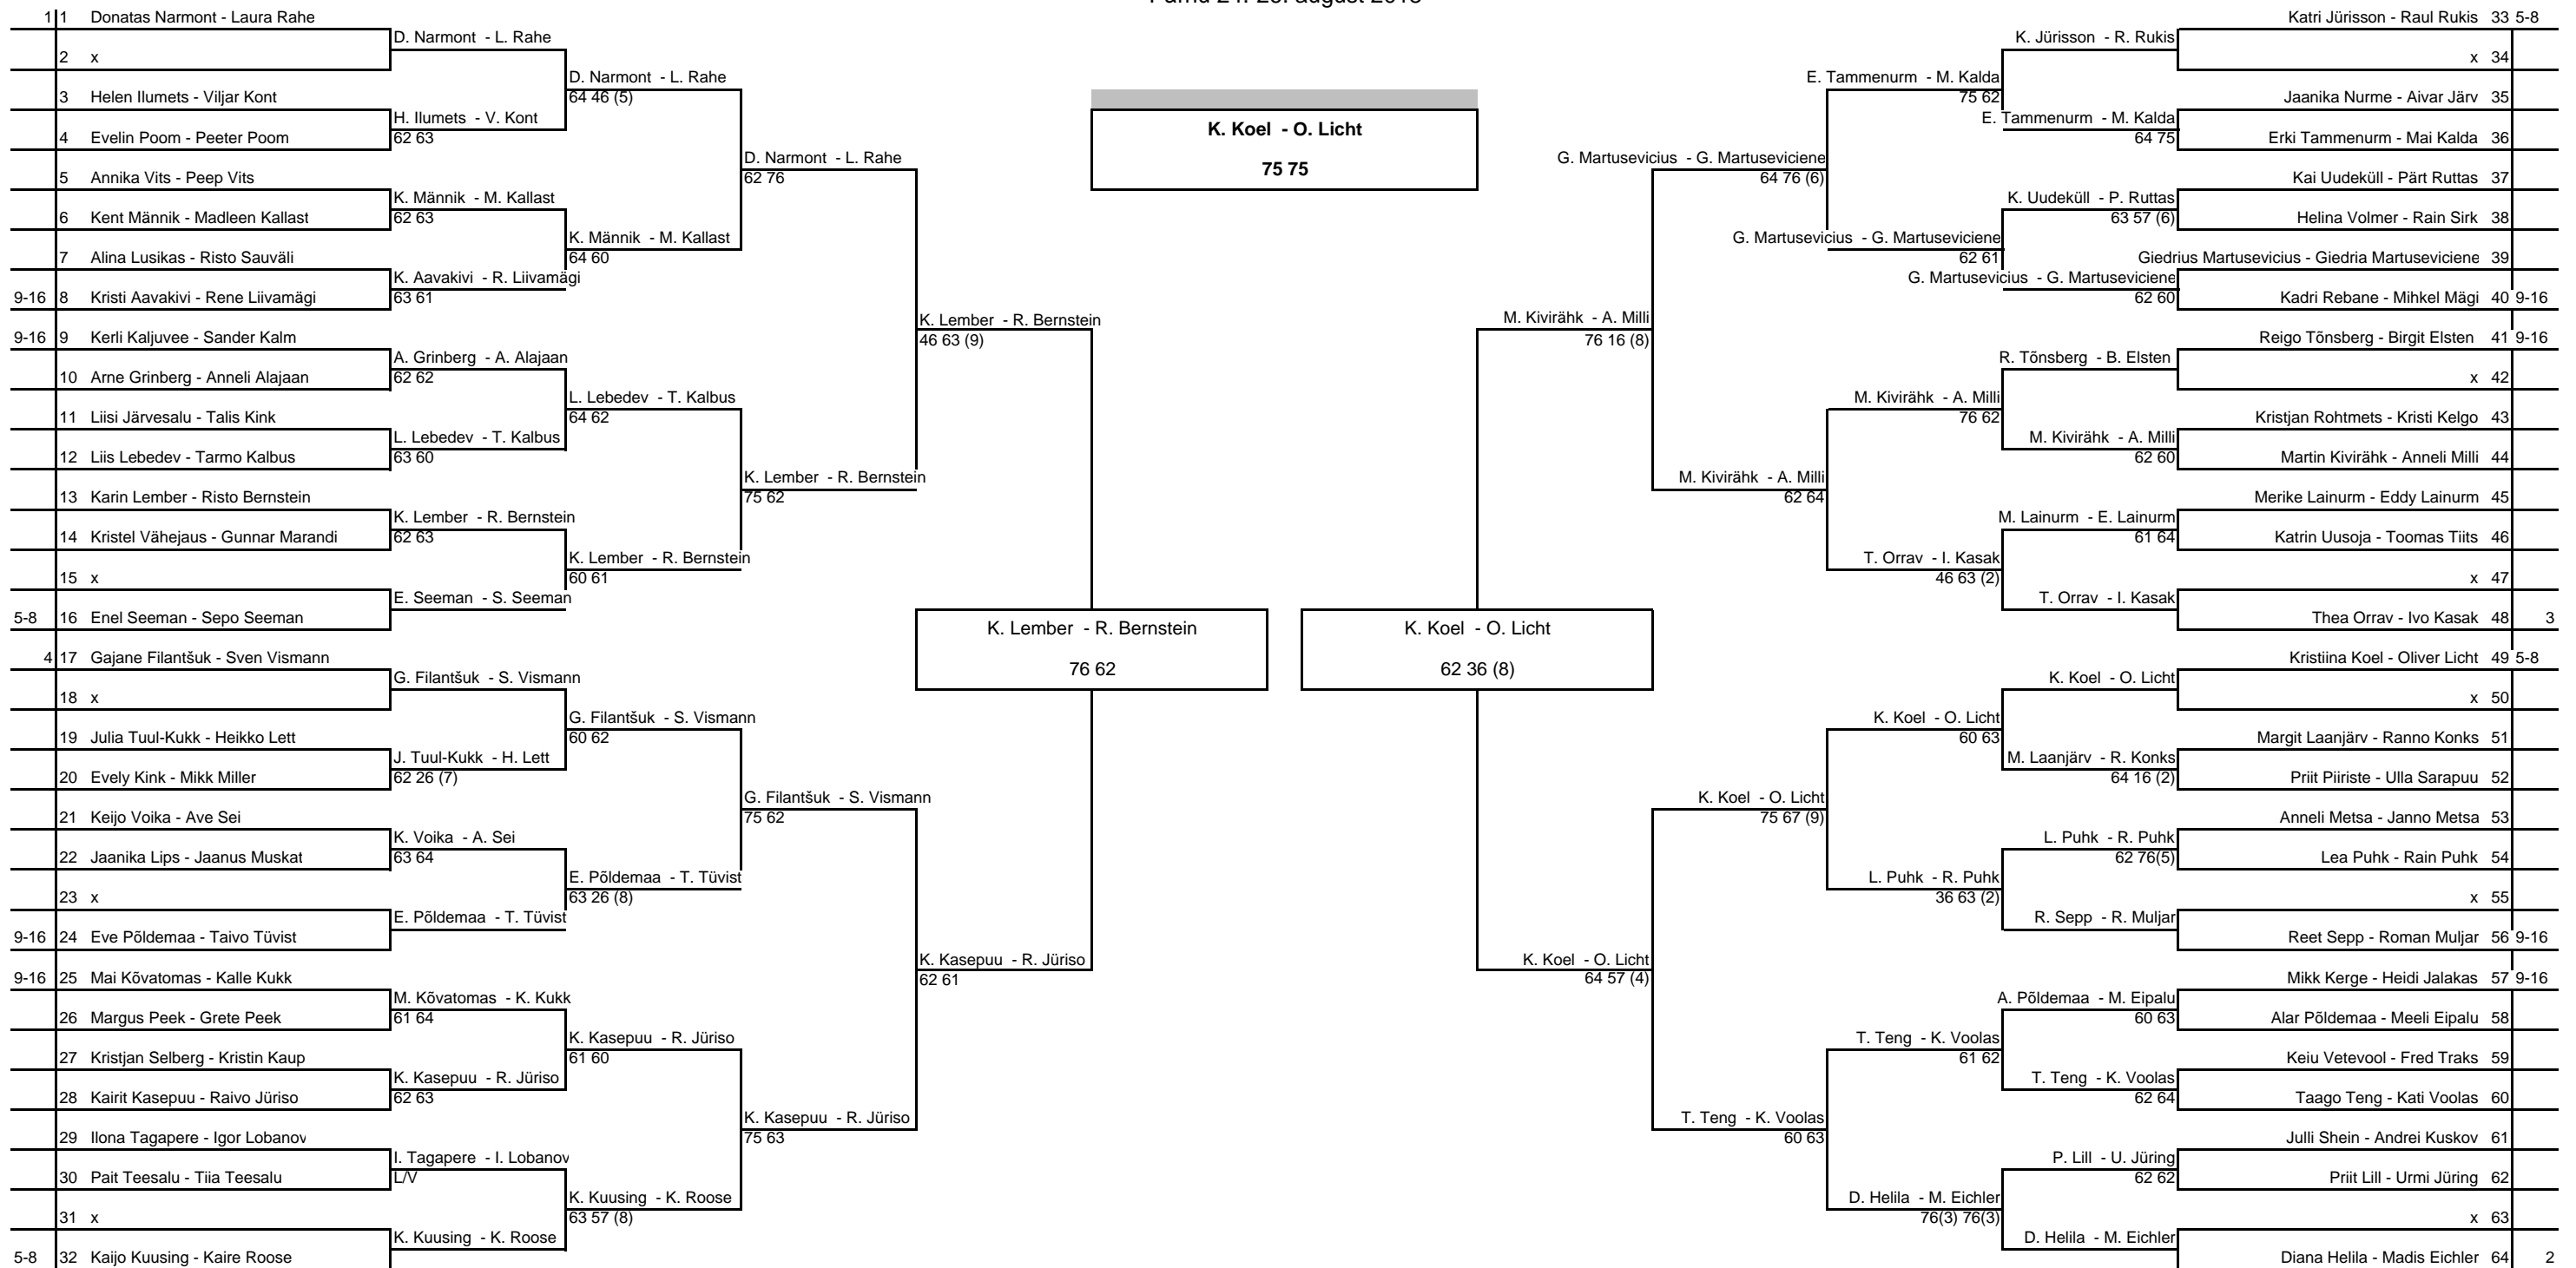 1 1 Donatas Narmont - Laura Rahe
D. Narmont - L. Rahe
2 x
D. Narmont - L. Rahe
64 46 (5)
3 Helen Ilumets - Viljar Kont
H. Ilumets - V. Kont
62 63
4 Evelin Poom - Peeter Poom
D. Narmont - L. Rahe
62 76
5 Annika Vits - Peep Vits
K. Männik - M. Kallast
62 63
6 Kent Männik - Madleen Kallast
K. Männik - M. Kallast
64 60
7 Alina Lusikas - Risto Sauväli
K. Aavakivi - R. Liivamägi
63 61
9-16 8 Kristi Aavakivi - Rene Liivamägi
K. Lember - R. Bernstein
46 63 (9)
9-16 9 Kerli Kaljuvee - Sander Kalm
A. Grinberg - A. Alajaan
62 62
10 Arne Grinberg - Anneli Alajaan
L. Lebedev - T. Kalbus
64 62
11 Liisi Järvesalu - Talis Kink
L. Lebedev - T. Kalbus
63 60
12 Liis Lebedev - Tarmo Kalbus
K. Lember - R. Bernstein
75 62
13 Karin Lember - Risto Bernstein
K. Lember - R. Bernstein
62 63
14 Kristel Vähejaus - Gunnar Marandi
K. Lember - R. Bernstein
60 61
15 x
E. Seeman - S. Seeman
5-8 16 Enel Seeman - Sepo Seeman
K. Lember - R. Bernstein
76 62
4 17 Gajane Filantšuk - Sven Vismann
G. Filantšuk - S. Vismann
18 x
G. Filantšuk - S. Vismann
60 62
19 Julia Tuul-Kukk - Heikko Lett
J. Tuul-Kukk - H. Lett
62 26 (7)
20 Evely Kink - Mikk Miller
G. Filantšuk - S. Vismann
75 62
21 Keijo Voika - Ave Sei
K. Voika - A. Sei
63 64
22 Jaanika Lips - Jaanus Muskat
E. Põldemaa - T. Tüvist
63 26 (8)
23 x
E. Põldemaa - T. Tüvist
9-16 24 Eve Põldemaa - Taivo Tüvist
K. Kasepuu - R. Jüriso
62 61
9-16 25 Mai Kõvatomas - Kalle Kukk
M. Kõvatomas - K. Kukk
61 64
26 Margus Peek - Grete Peek
K. Kasepuu - R. Jüriso
61 60
27 Kristjan Selberg - Kristin Kaup
K. Kasepuu - R. Jüriso
62 63
28 Kairit Kasepuu - Raivo Jüriso
K. Kasepuu - R. Jüriso
75 63
29 Ilona Tagapere - Igor Lobanov
I. Tagapere - I. Lobanov
L/V
30 Pait Teesalu - Tiia Teesalu
K. Kuusing - K. Roose
63 57 (8)
31 x
K. Kuusing - K. Roose
5-8 32 Kaijo Kuusing - Kaire Roose
K. Koel - O. Licht
75 75
Katri Jürisson - Raul Rukis 33 5-8
K. Jürisson - R. Rukis
x 34
E. Tammenurm - M. Kalda
75 62
Jaanika Nurme - Aivar Järv 35
E. Tammenurm - M. Kalda
64 75
Erki Tammenurm - Mai Kalda 36
G. Martusevicius - G. Martuseviciene
64 76 (6)
Kai Uudeküll - Pärt Ruttas 37
K. Uudeküll - P. Ruttas
63 57 (6)
Helina Volmer - Rain Sirk 38
G. Martusevicius - G. Martuseviciene
62 61
Giedrius Martusevicius - Giedria Martuseviciene 39
G. Martusevicius - G. Martuseviciene
62 60
Kadri Rebane - Mihkel Mägi 40 9-16
M. Kivirähk - A. Milli
76 16 (8)
Reigo Tõnsberg - Birgit Elsten 41 9-16
R. Tõnsberg - B. Elsten
x 42
M. Kivirähk - A. Milli
76 62
Kristjan Rohtmets - Kristi Kelgo 43
M. Kivirähk - A. Milli
62 60
Martin Kivirähk - Anneli Milli 44
M. Kivirähk - A. Milli
62 64
Merike Lainurm - Eddy Lainurm 45
M. Lainurm - E. Lainurm
61 64
Katrin Uusoja - Toomas Tiits 46
T. Orrav - I. Kasak
46 63 (2)
x 47
T. Orrav - I. Kasak
Thea Orrav - Ivo Kasak 48 3
K. Koel - O. Licht
62 36 (8)
Kristiina Koel - Oliver Licht 49 5-8
K. Koel - O. Licht
x 50
K. Koel - O. Licht
60 63
Margit Laanjärv - Ranno Konks 51
M. Laanjärv - R. Konks
64 16 (2)
Priit Piiriste - Ulla Sarapuu 52
K. Koel - O. Licht
75 67 (9)
Anneli Metsa - Janno Metsa 53
L. Puhk - R. Puhk
62 76(5)
Lea Puhk - Rain Puhk 54
L. Puhk - R. Puhk
36 63 (2)
x 55
R. Sepp - R. Muljar
Reet Sepp - Roman Muljar 56 9-16
K. Koel - O. Licht
64 57 (4)
Mikk Kerge - Heidi Jalakas 57 9-16
A. Põldemaa - M. Eipalu
60 63
Alar Põldemaa - Meeli Eipalu 58
T. Teng - K. Voolas
61 62
Keiu Vetevool - Fred Traks 59
T. Teng - K. Voolas
62 64
Taago Teng - Kati Voolas 60
T. Teng - K. Voolas
60 63
Julli Shein - Andrei Kuskov 61
P. Lill - U. Jüring
62 62
Priit Lill - Urmi Jüring 62
D. Helila - M. Eichler
76(3) 76(3)
x 63
D. Helila - M. Eichler
Diana Helila - Madis Eichler 64 2